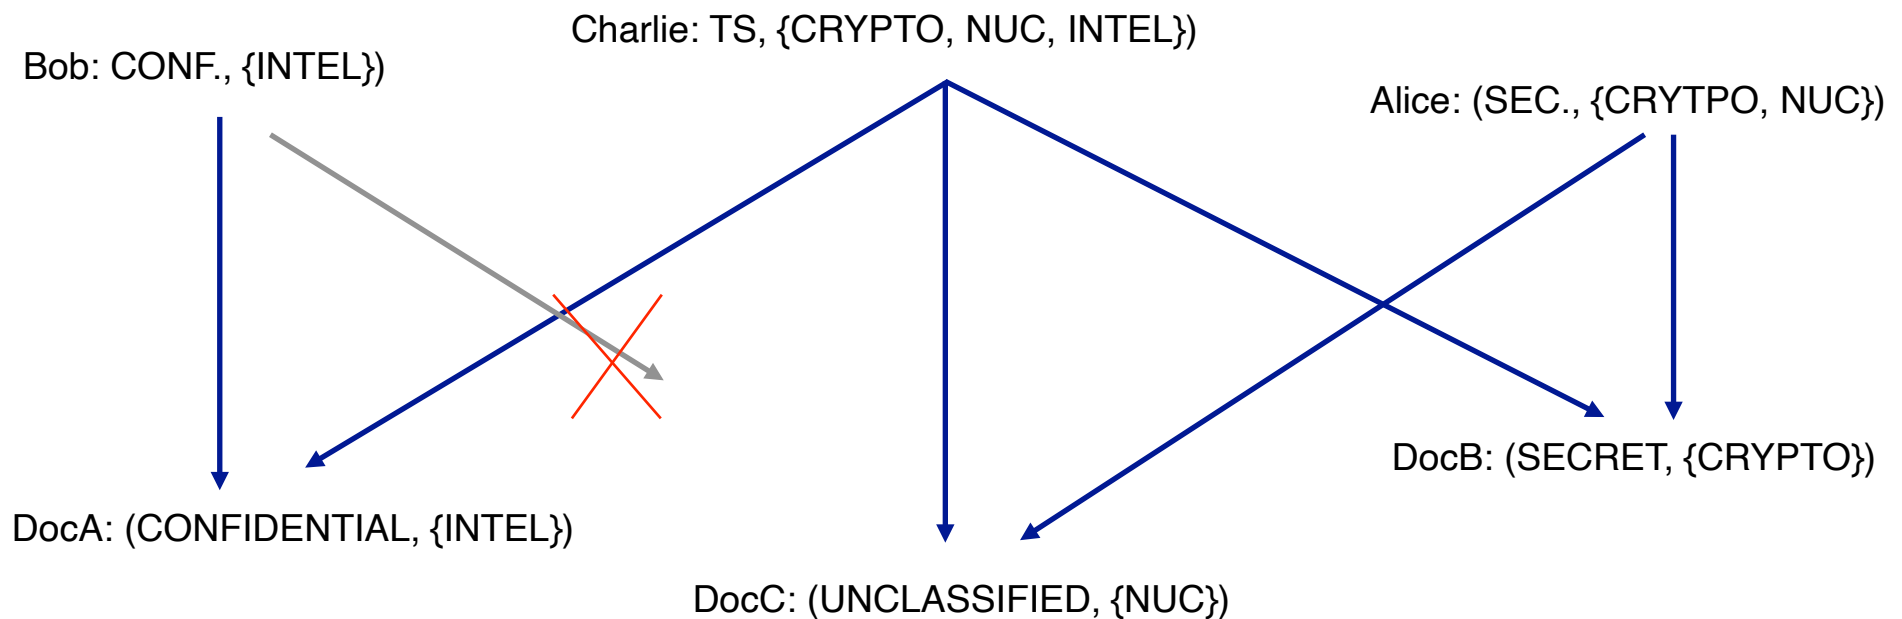 Charlie: TS, {CRYPTO, NUC, INTEL})
Bob: CONF., {INTEL})
Alice: (SEC., {CRYTPO, NUC})
DocB: (SECRET, {CRYPTO})
DocA: (CONFIDENTIAL, {INTEL})
DocC: (UNCLASSIFIED, {NUC})